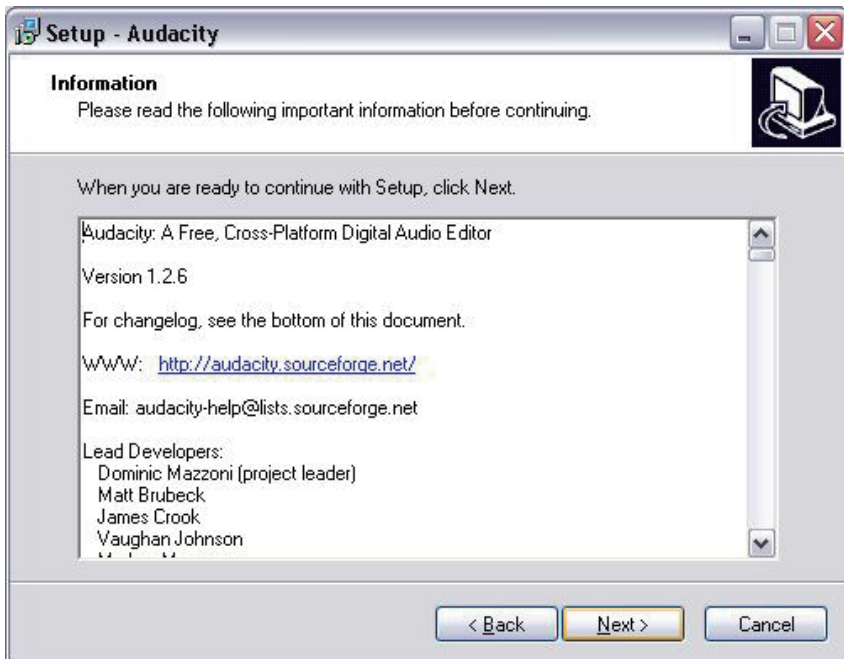 Setup - Audacity
Information
Please read the following important information before continuing.
When you are ready to continue with Setup, click Next.
Audacity: A Free, Cross-Platform Digital Audio Editor
Version 1.2.6
For changelog, see the bottom of this document.
WWW: http://audacity.sourceforge.net/
Email: audacity-help@lists.sourceforge.net
Lead Developers:
Dominic Mazzoni (project leader)
Matt Brubeck
James Crook
Vaughan Johnson
< Back
Next >
Cancel